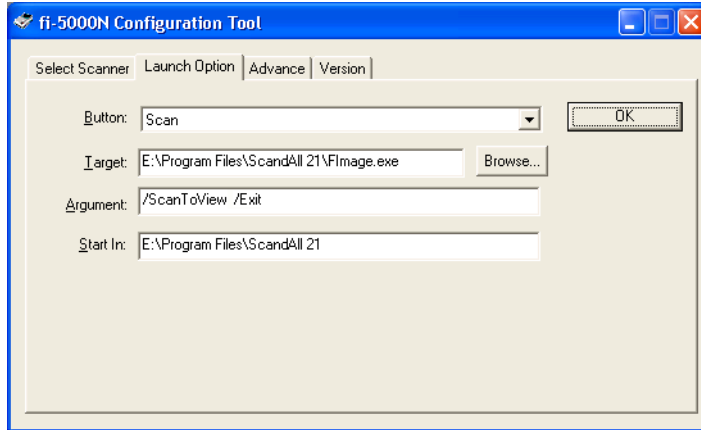 fi-5000N Configuration Tool
Select Scanner Launch Option Advance Version
Button: Scan OK
Target: E:\Program Files\ScandAll 21\FImage.exe Browse...
Argument: /ScanToView /Exit
Start In: E:\Program Files\ScandAll 21